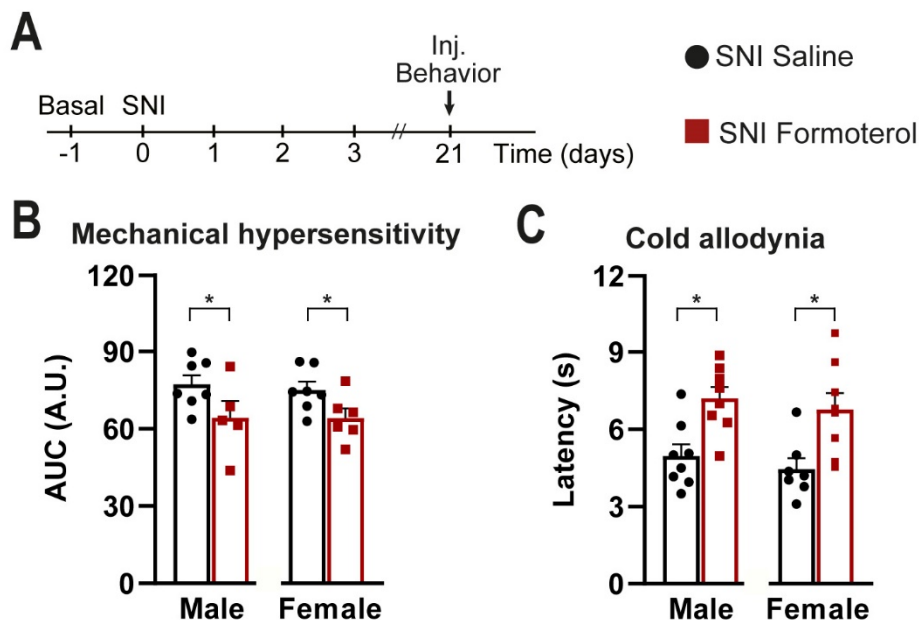 A
Inj.
Behavior
Basal SNI
-1 0 1 2 3 // 21 Time (days)
SNI Saline
SNI Formoterol
B Mechanical hypersensitivity
AUC (A.U.)
120
90
60
30
0
* *
Male Female
C Cold allodynia
Latency (s)
12
9
6
3
0
* *
Male Female